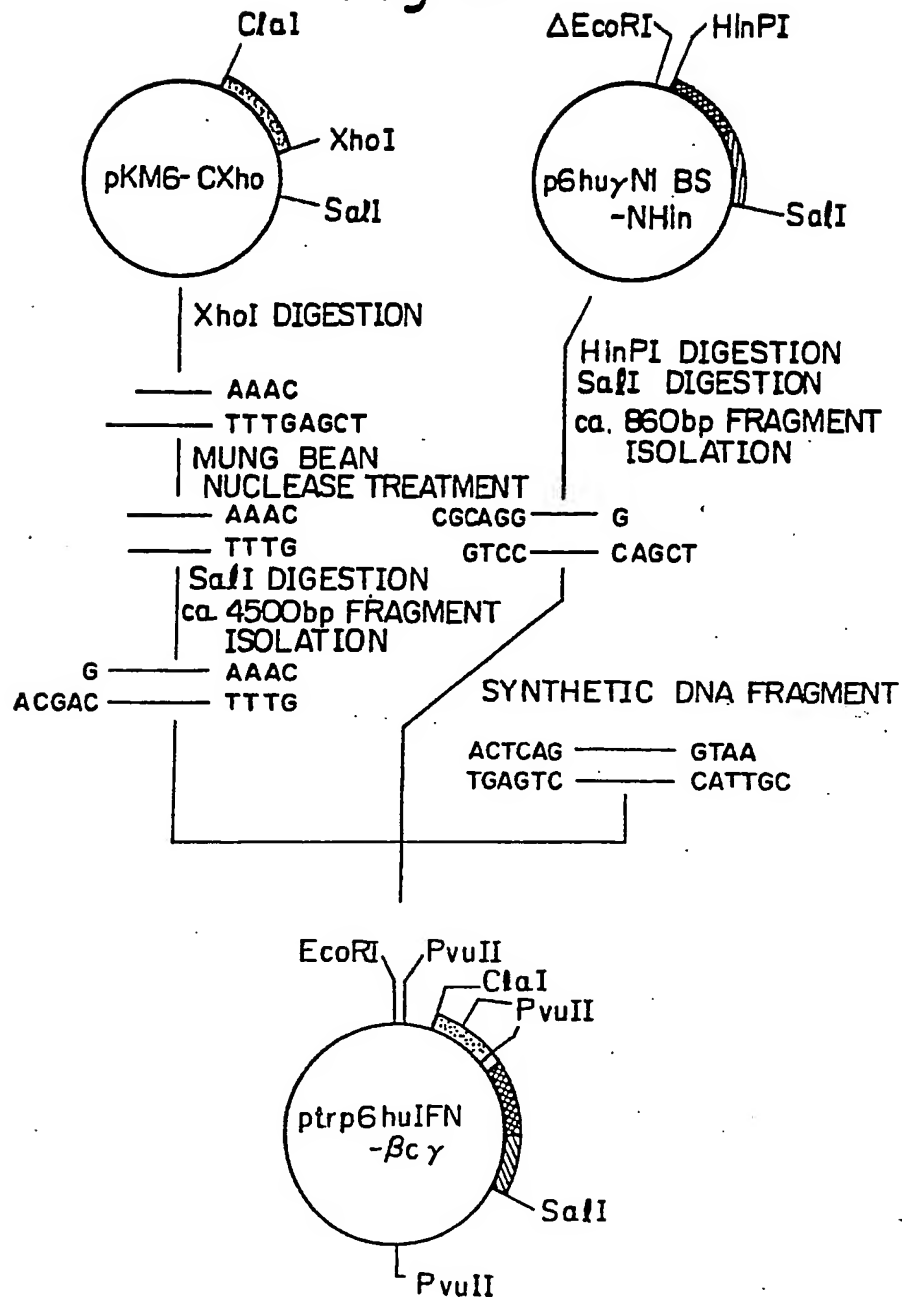 ClaI
XhoI
pKM6-CXho
SalI
ΔEcoRI
HinPI
p6huγN1 BS
-NHin
SalI
XhoI DIGESTION
AAAC
TTTGAGCT
MUNG BEAN
NUCLEASE TREATMENT
AAAC
TTTG
SalI DIGESTION
ca. 4500bp FRAGMENT
ISOLATION
G AAAC
ACGAC TTTG
HinPI DIGESTION
SalI DIGESTION
ca. 860bp FRAGMENT
ISOLATION
CGCAGG G
GTCC CAGCT
SYNTHETIC DNA FRAGMENT
ACTCAG GTAA
TGAGTC CATTGC
EcoRI
PvuII
ClaI
PvuII
ptrp6huIFN
-βcγ
SalI
PvuII